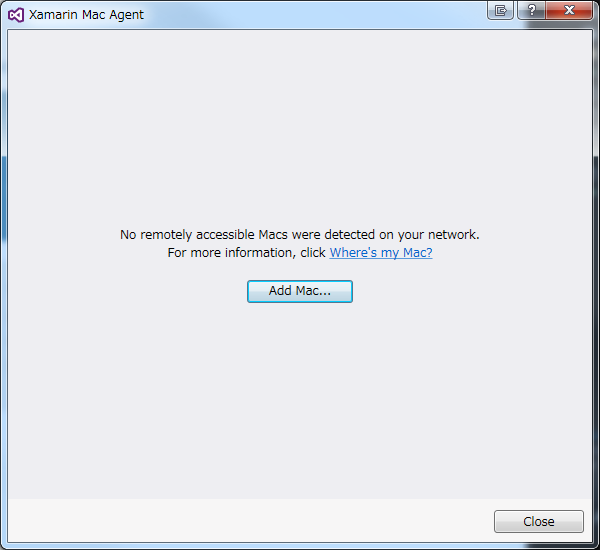 Xamarin Mac Agent
?
No remotely accessible Macs were detected on your network.
For more information, click Where's my Mac?
Add Mac...
Close